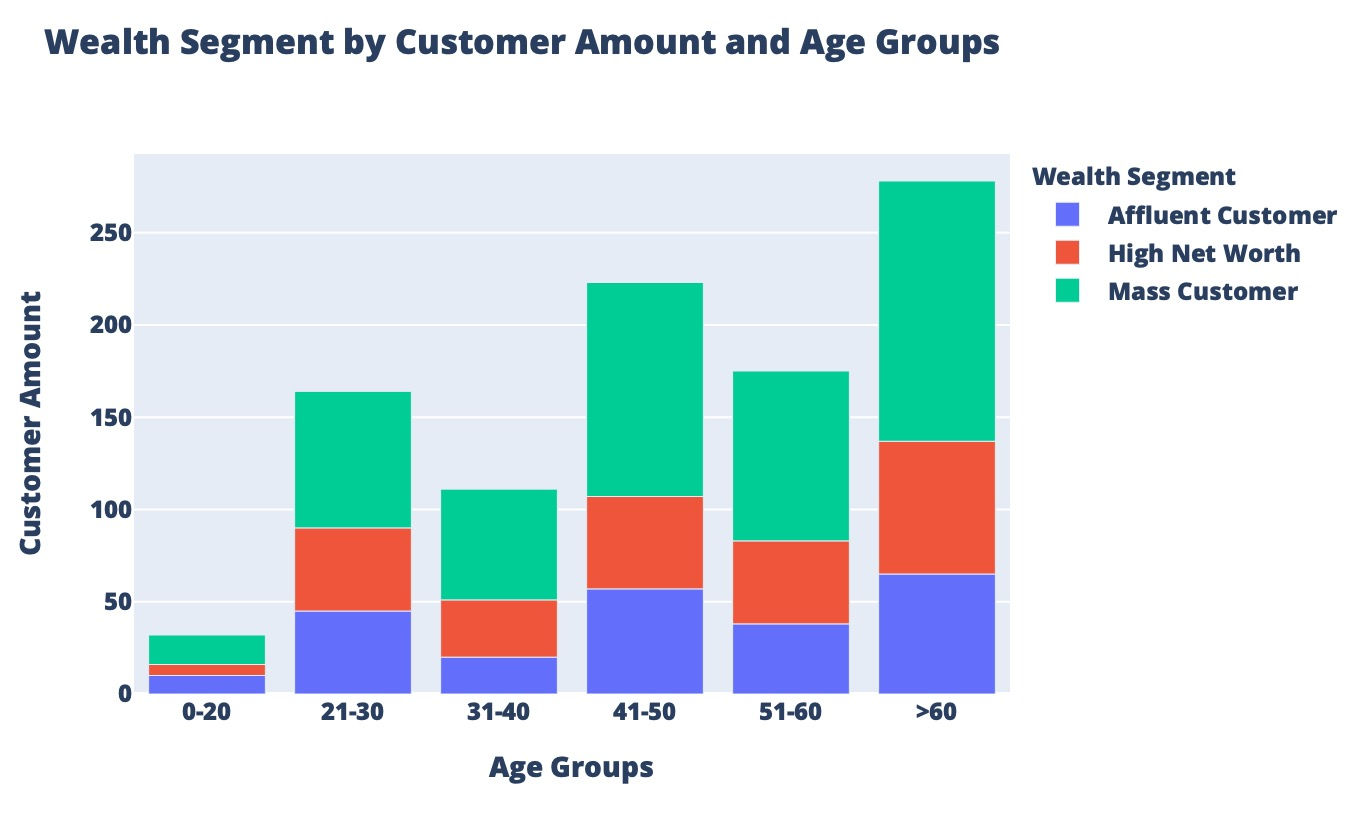 Wealth Segment by Customer Amount and Age Groups
Wealth Segment
Affluent Customer
High Net Worth
Mass Customer
Customer Amount
250
200
150
100
50
0
0-20 21-30 31-40 41-50 51-60 >60
Age Groups